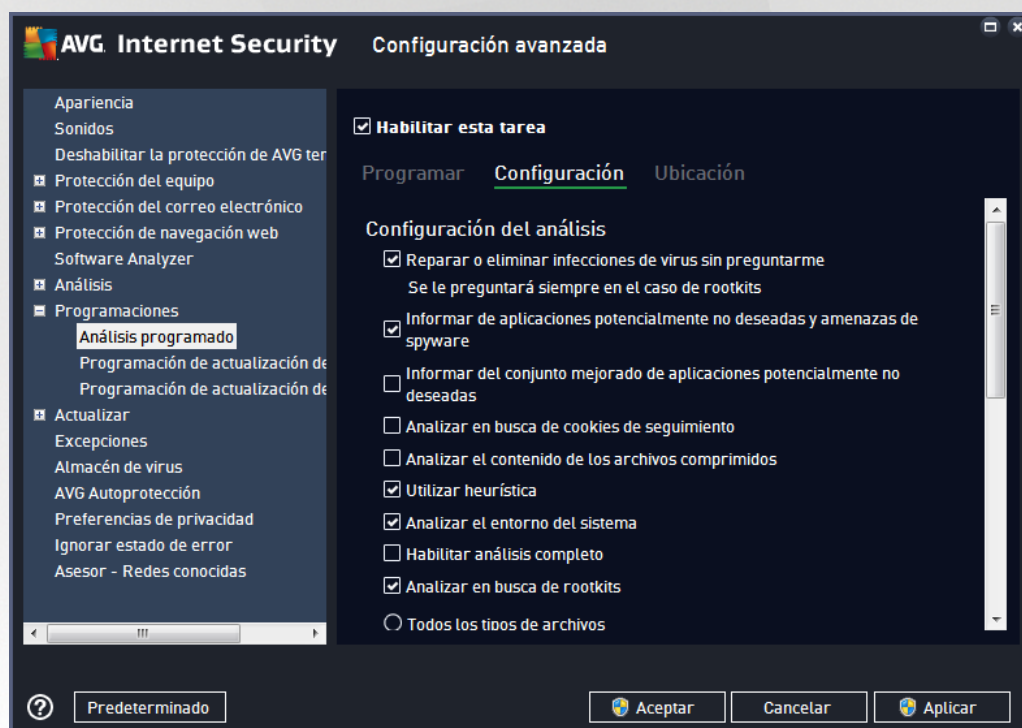 AVG. Internet Security
Configuración avanzada
Apariencia
Sonidos
Deshabilitar la protección de AVG ter
Protección del equipo
Protección del correo electrónico
Protección de navegación web
Software Analyzer
Análisis
Programaciones
Análisis programado
Programación de actualización de
Programación de actualización de
Actualizar
Excepciones
Almacén de virus
AVG Autoprotección
Preferencias de privacidad
Ignorar estado de error
Asesor - Redes conocidas
Habilitar esta tarea
Programar
Configuración
Ubicación
Configuración del análisis
Reparar o eliminar infecciones de virus sin preguntarme
Se le preguntará siempre en el caso de rootkits
Informar de aplicaciones potencialmente no deseadas y amenazas de
spyware
Informar del conjunto mejorado de aplicaciones potencialmente no
deseadas
Analizar en busca de cookies de seguimiento
Analizar el contenido de los archivos comprimidos
Utilizar heurística
Analizar el entorno del sistema
Habilitar análisis completo
Analizar en busca de rootkits
Todos los tipos de archivos
Predeterminado
Aceptar
Cancelar
Aplicar